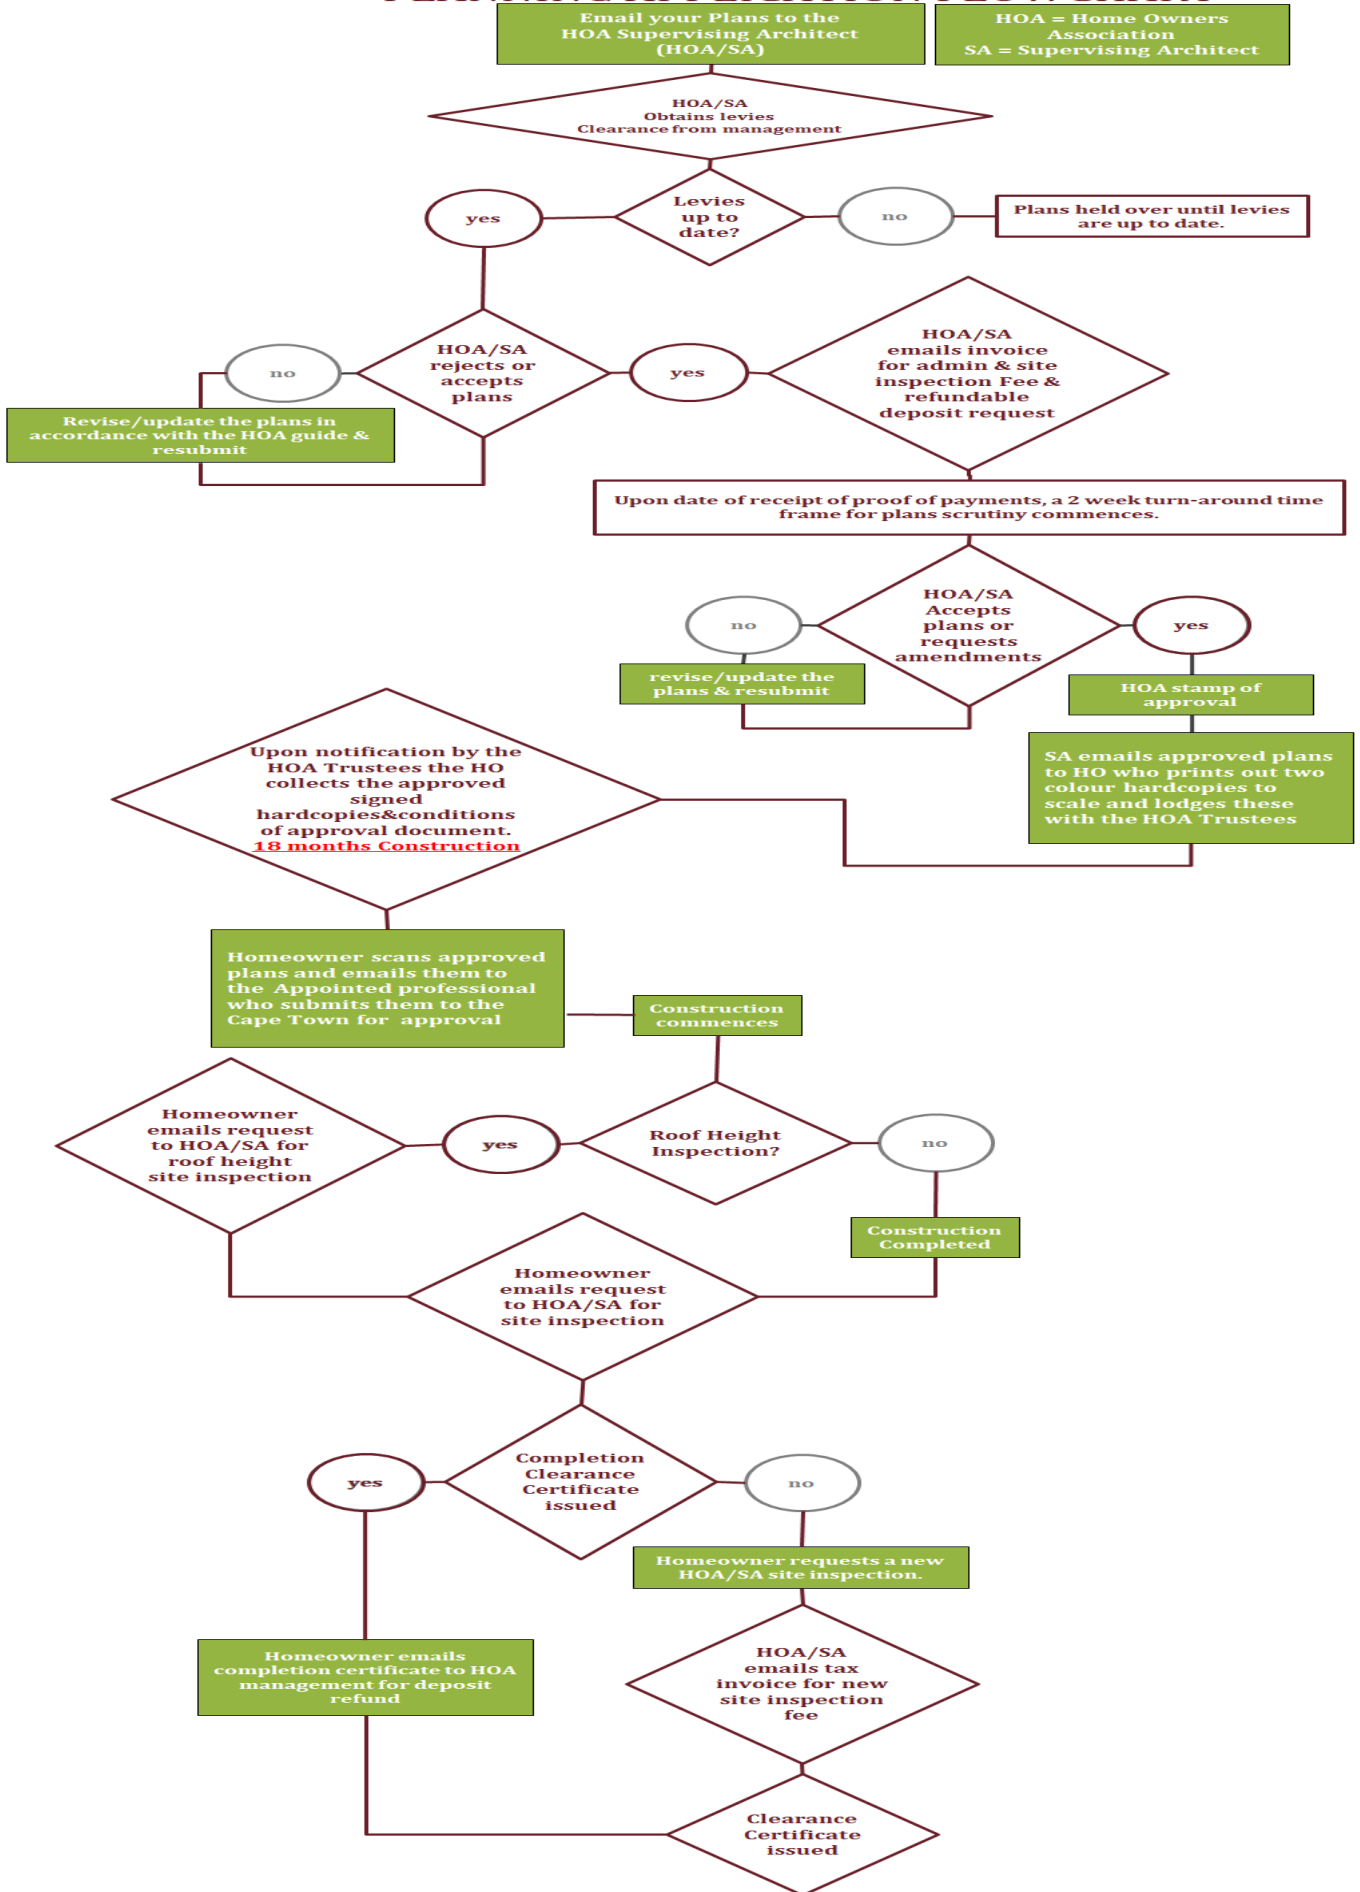 Email your Plans to the
HOA Supervising Architect
(HOA/SA)
HOA = Home Owners
Association
SA = Supervising Architect
HOA/SA
Obtains levies
Clearance from management
Levies
up to
date?
yes
no
Plans held over until levies
are up to date.
HOA/SA
rejects or
accepts
plans
no
yes
HOA/SA
emails invoice
for admin & site
inspection Fee &
refundable
deposit request
Revise/update the plans in
accordance with the HOA guide &
resubmit
Upon date of receipt of proof of payments, a 2 week turn-around time
frame for plans scrutiny commences.
HOA/SA
Accepts
plans or
requests
amendments
no
yes
revise/update the
plans & resubmit
HOA stamp of
approval
SA emails approved plans
to HO who prints out two
colour hardcopies to
scale and lodges these
with the HOA Trustees
Upon notification by the
HOA Trustees the HO
collects the approved
signed
hardcopies&conditions
of approval document.
18 months Construction
Homeowner scans approved
plans and emails them to
the Appointed professional
who submits them to the
Cape Town for approval
Construction
commences
Roof Height
Inspection?
yes
no
Homeowner
emails request
to HOA/SA for
roof height
site inspection
Construction
Completed
Homeowner
emails request
to HOA/SA for
site inspection
Completion
Clearance
Certificate
issued
yes
no
Homeowner requests a new
HOA/SA site inspection.
Homeowner emails
completion certificate to HOA
management for deposit
refund
HOA/SA
emails tax
invoice for new
site inspection
fee
Clearance
Certificate
issued